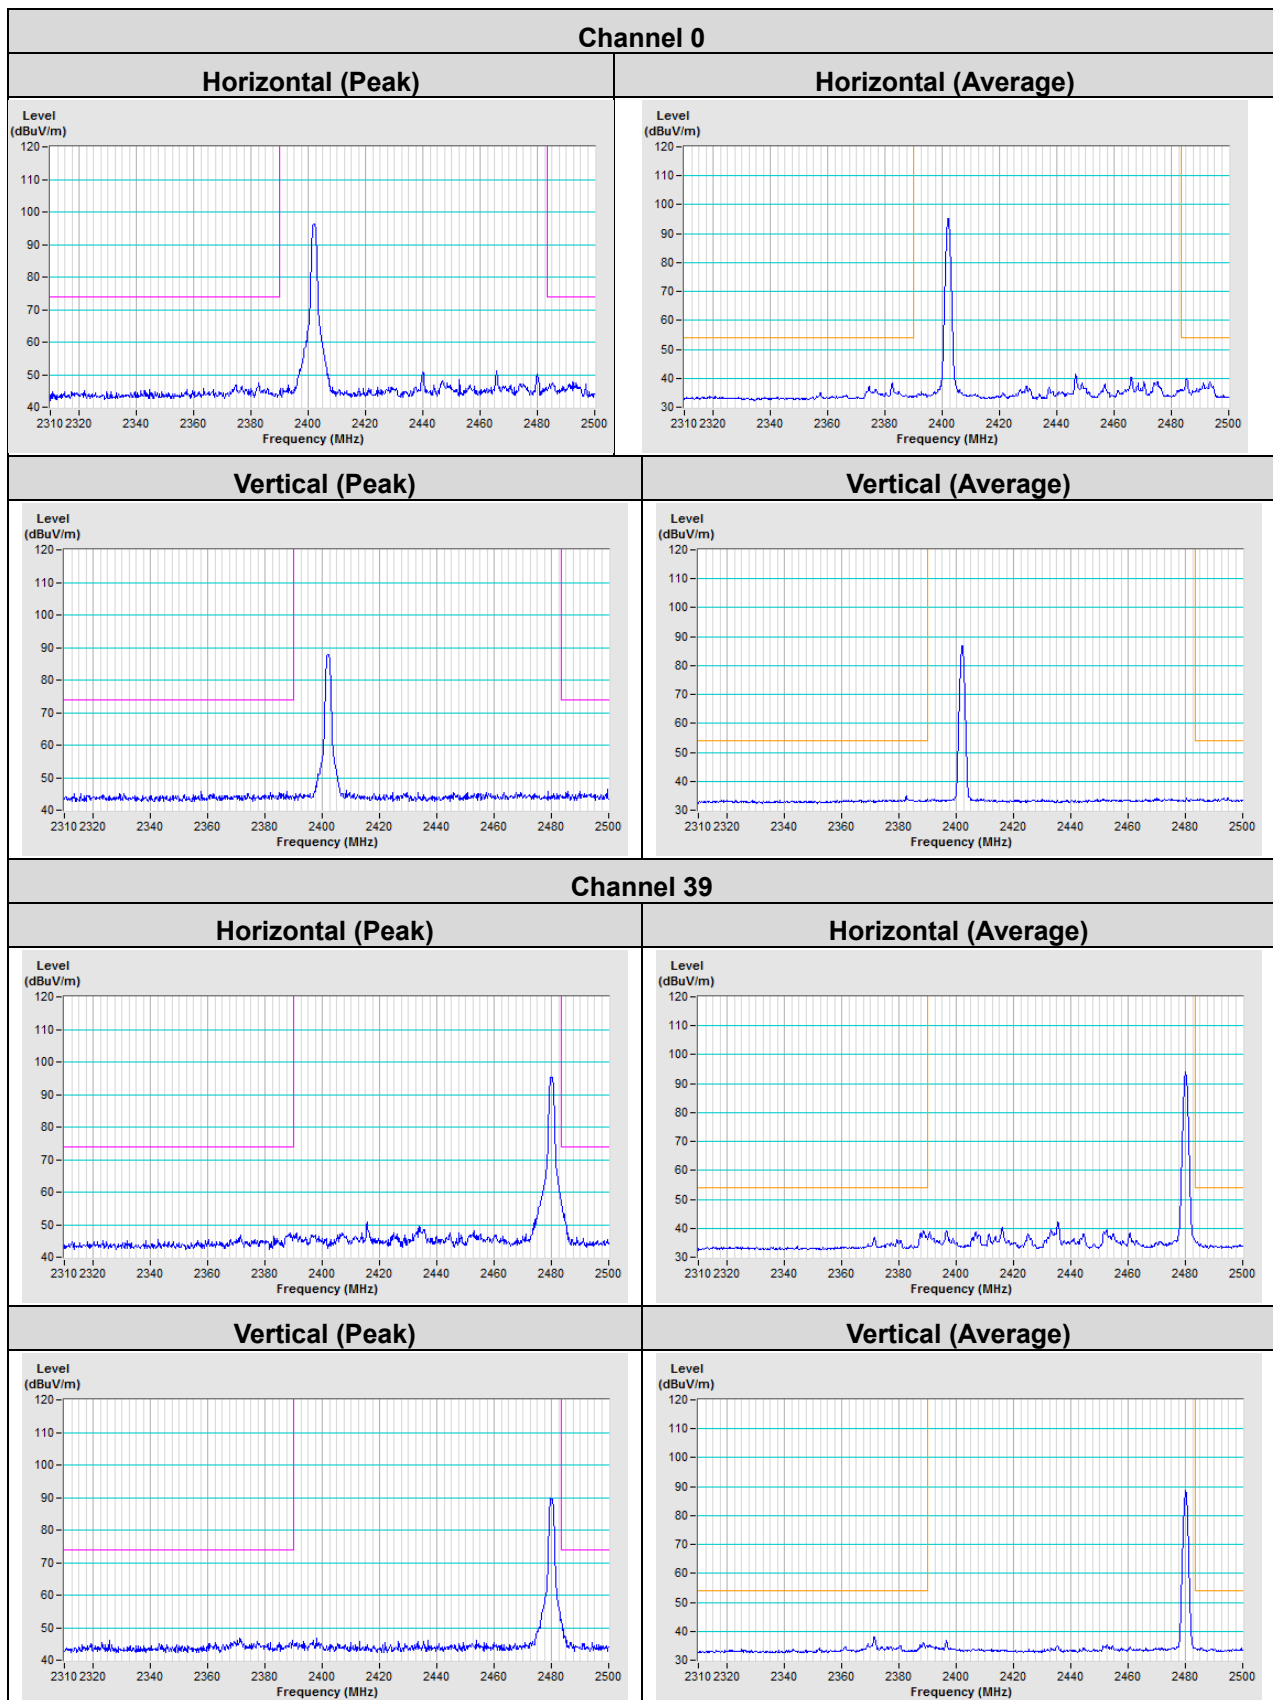 Channel 0
Horizontal (Peak) Horizontal (Average)
Level Level
(dBuV/m) (dBuV/m)
120 120
110 110
100 100
90 90
80 80
70 70
60 60
50 50
40 40
30
2310 2320 2340 2360 2380 2400 2420 2440 2460 2480 2500 2310 2320 2340 2360 2380 2400 2420 2440 2460 2480 2500
Frequency (MHz) Frequency (MHz)
Vertical (Peak) Vertical (Average)
Level Level
(dBuV/m) (dBuV/m)
120 120
110 110
100 100
90 90
80 80
70 70
60 60
50 50
40 40
30
2310 2320 2340 2360 2380 2400 2420 2440 2460 2480 2500 2310 2320 2340 2360 2380 2400 2420 2440 2460 2480 2500
Frequency (MHz) Frequency (MHz)
Channel 39
Horizontal (Peak) Horizontal (Average)
Level Level
(dBuV/m) (dBuV/m)
120 120
110 110
100 100
90 90
80 80
70 70
60 60
50 50
40 40
30
2310 2320 2340 2360 2380 2400 2420 2440 2460 2480 2500 2310 2320 2340 2360 2380 2400 2420 2440 2460 2480 2500
Frequency (MHz) Frequency (MHz)
Vertical (Peak) Vertical (Average)
Level Level
(dBuV/m) (dBuV/m)
120 120
110 110
100 100
90 90
80 80
70 70
60 60
50 50
40 40
30
2310 2320 2340 2360 2380 2400 2420 2440 2460 2480 2500 2310 2320 2340 2360 2380 2400 2420 2440 2460 2480 2500
Frequency (MHz) Frequency (MHz)